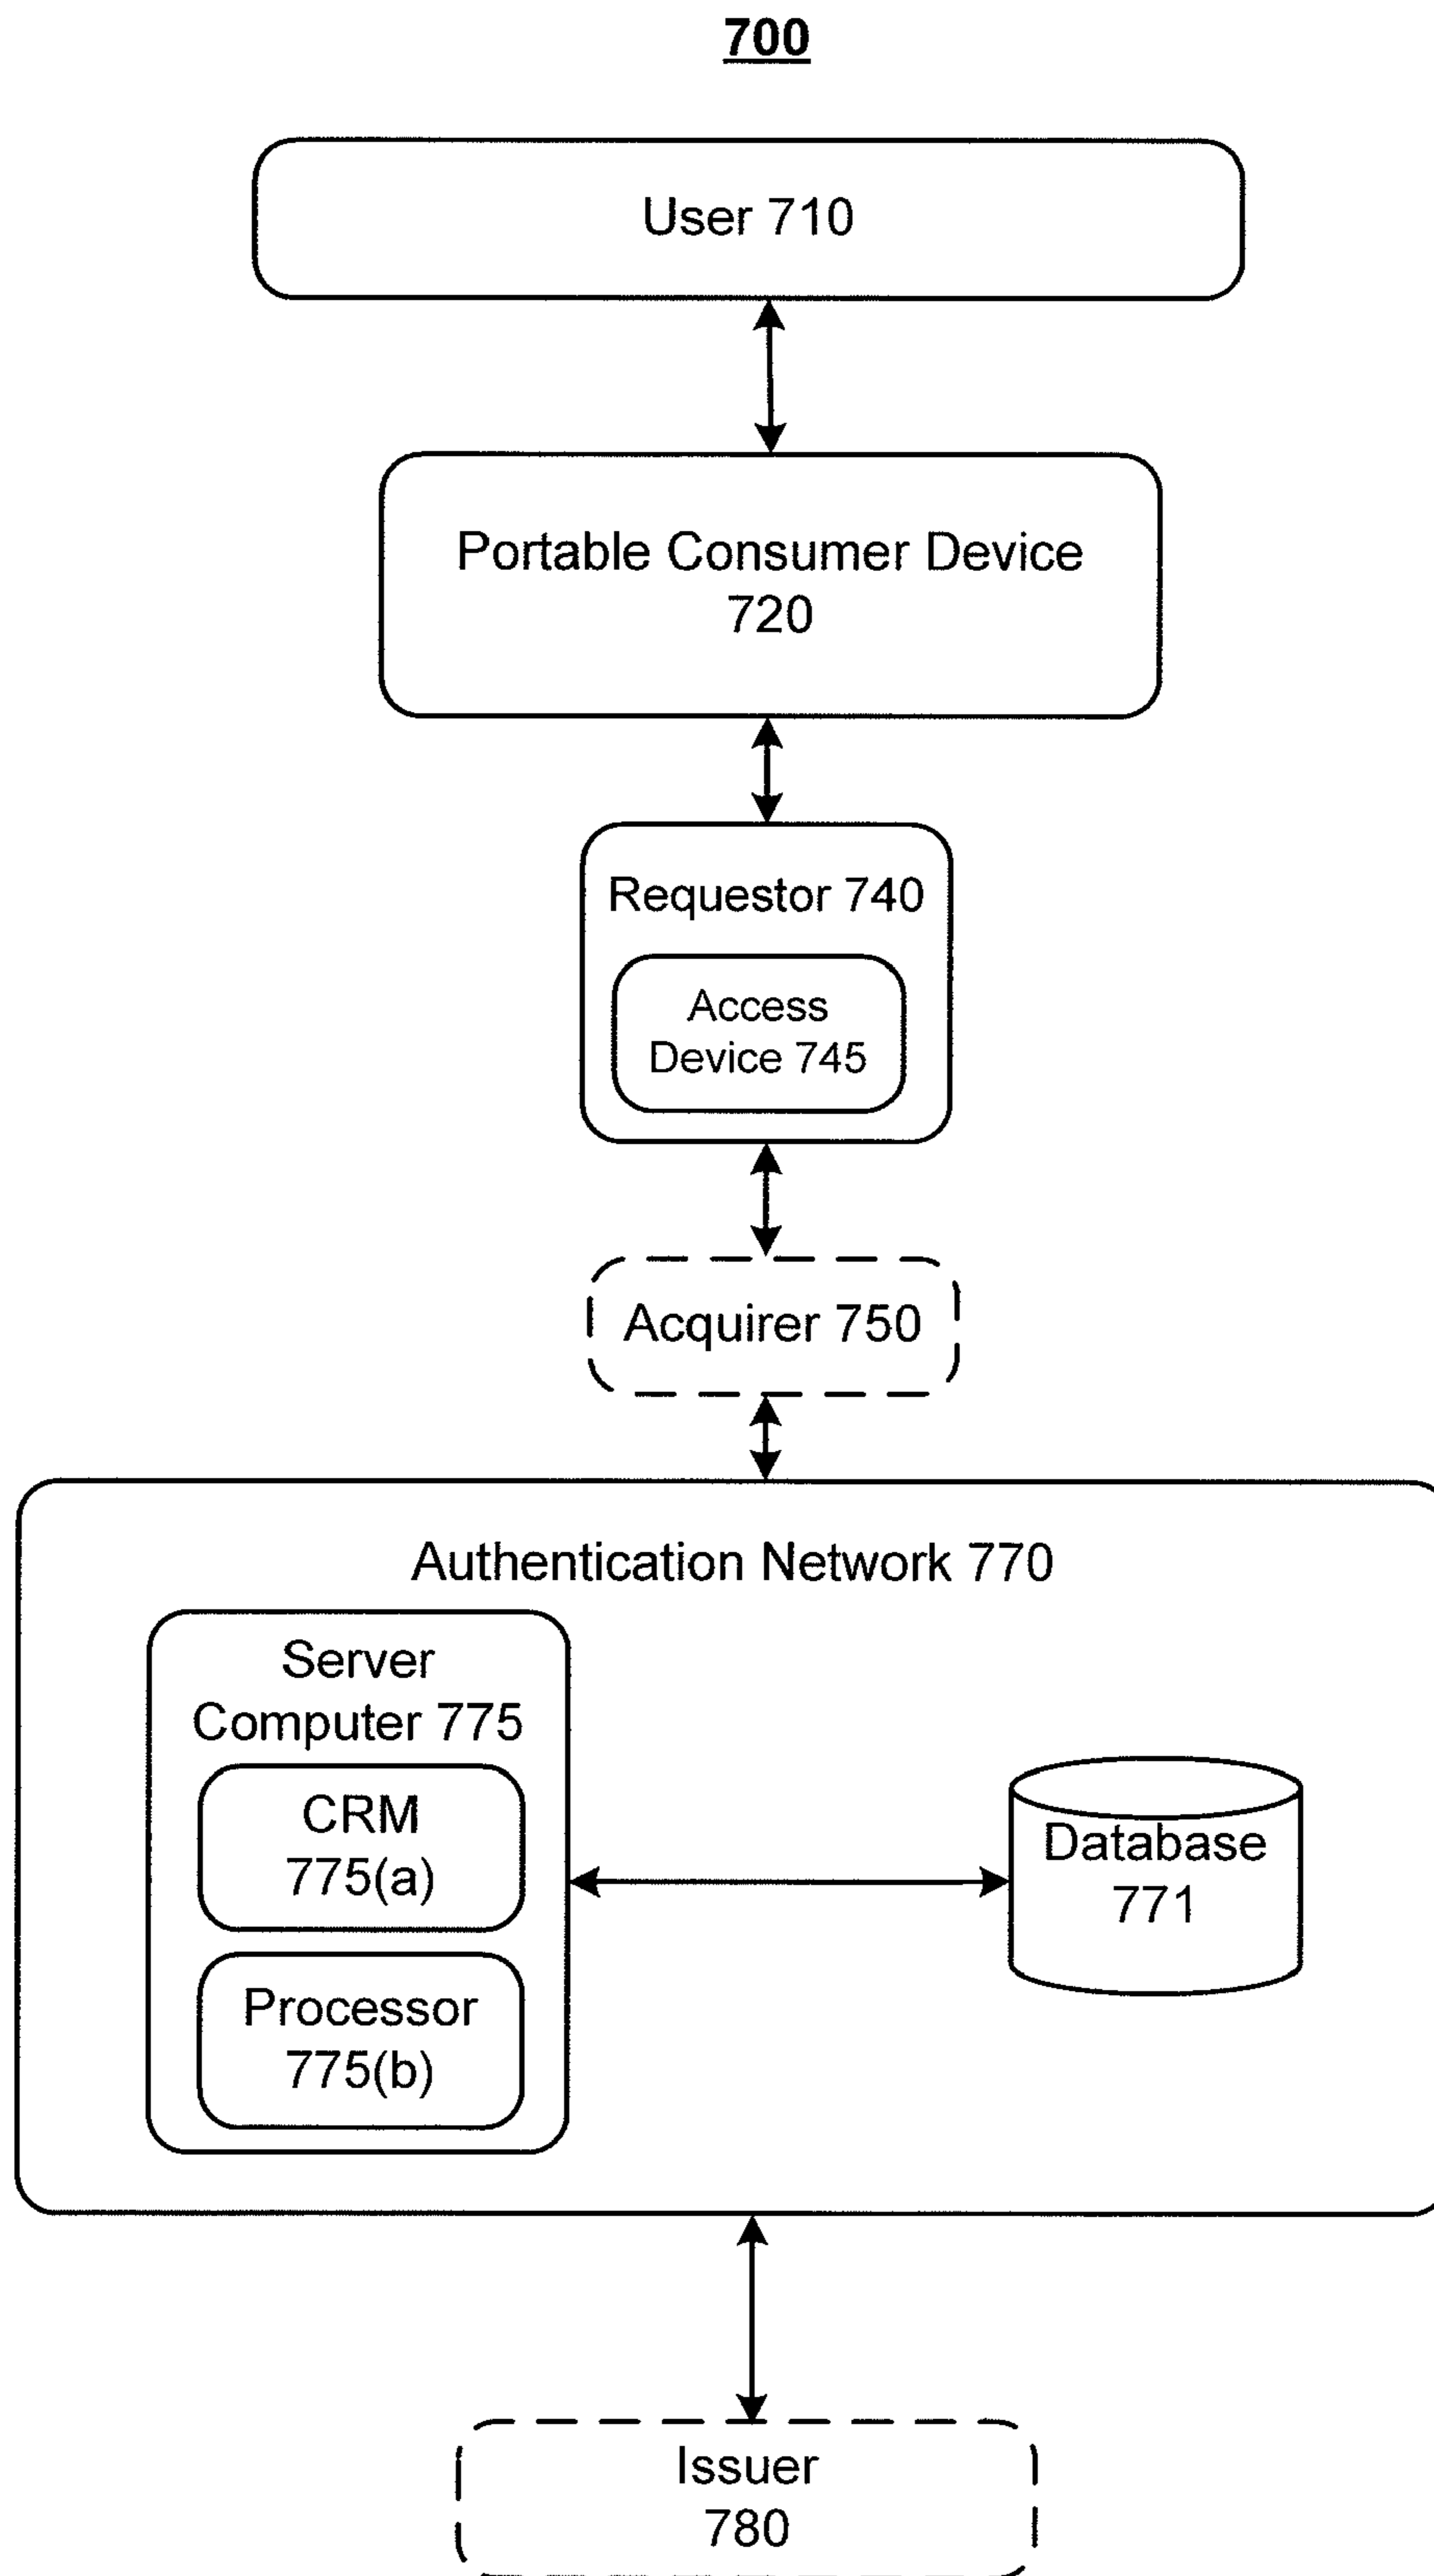 700
User 710
Portable Consumer Device
720
Requestor 740
Access
Device 745
Acquirer 750
Authentication Network 770
Server
Computer 775
CRM
775(a)
Processor
775(b)
Database
771
Issuer
780